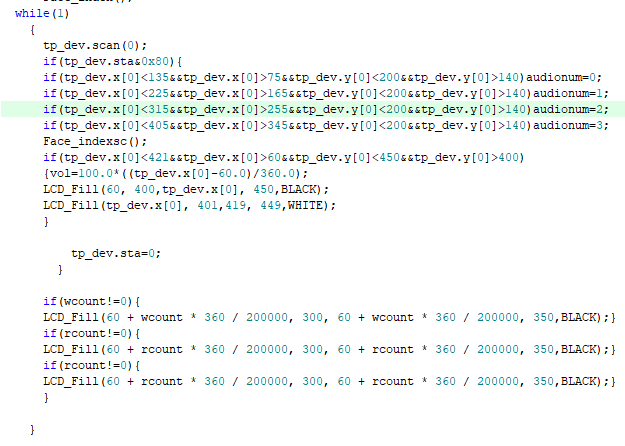 while(1)
{
tp_dev.scan(0);
if(tp_dev.sta&0x80){
if(tp_dev.x[0]<135&&tp_dev.x[0]>75&&tp_dev.y[0]<200&&tp_dev.y[0]>140)audionum=0;
if(tp_dev.x[0]<225&&tp_dev.x[0]>165&&tp_dev.y[0]<200&&tp_dev.y[0]>140)audionum=1;
if(tp_dev.x[0]<315&&tp_dev.x[0]>255&&tp_dev.y[0]<200&&tp_dev.y[0]>140)audionum=2;
if(tp_dev.x[0]<405&&tp_dev.x[0]>345&&tp_dev.y[0]<200&&tp_dev.y[0]>140)audionum=3;
Face_indexsc();
if(tp_dev.x[0]<421&&tp_dev.x[0]>60&&tp_dev.y[0]<450&&tp_dev.y[0]>400)
{vol=100.0*((tp_dev.x[0]-60.0)/360.0);
LCD_Fill(60, 400,tp_dev.x[0], 450,BLACK);
LCD_Fill(tp_dev.x[0], 401,419, 449,WHITE);
}
tp_dev.sta=0;
}
if(wcount!=0){
LCD_Fill(60 + wcount * 360 / 200000, 300, 60 + wcount * 360 / 200000, 350,BLACK);}
if(rcount!=0){
LCD_Fill(60 + rcount * 360 / 200000, 300, 60 + rcount * 360 / 200000, 350,BLACK);}
if(rcount!=0){
LCD_Fill(60 + rcount * 360 / 200000, 300, 60 + rcount * 360 / 200000, 350,BLACK);}
}
}